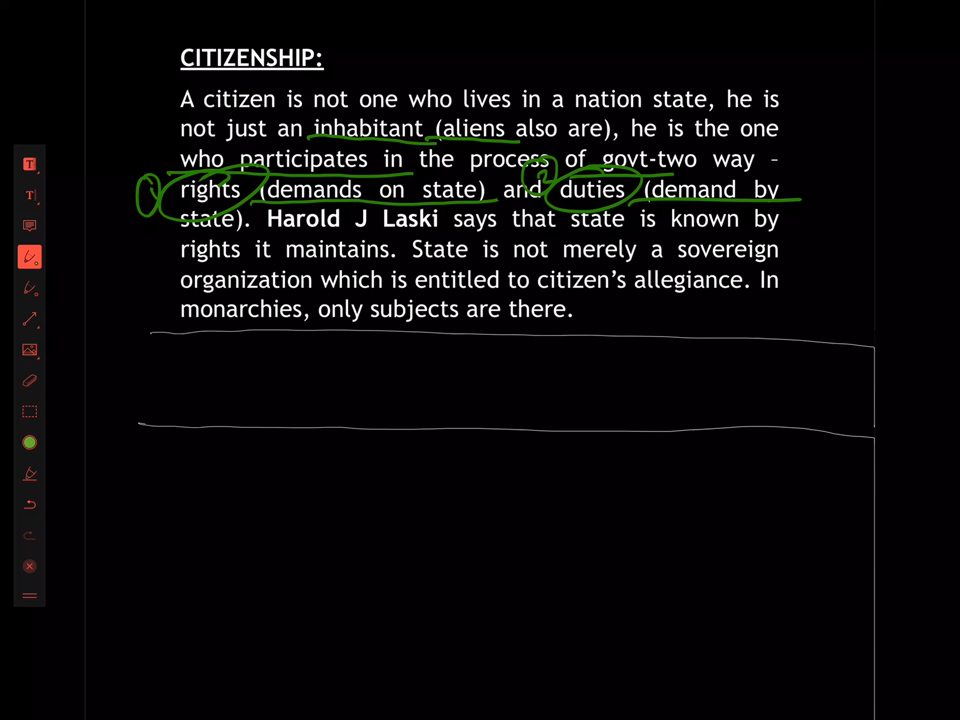 CITIZENSHIP:
A citizen is not one who lives in a nation state, he is
not just an inhabitant (aliens also are), he is the one
who participates in the process of govt-two way –
rights (demands on state) and duties (demand by
state). Harold J Laski says that state is known by
rights it maintains. State is not merely a sovereign
organization which is entitled to citizen's allegiance. In
monarchies, only subjects are there.
1
2
T
T